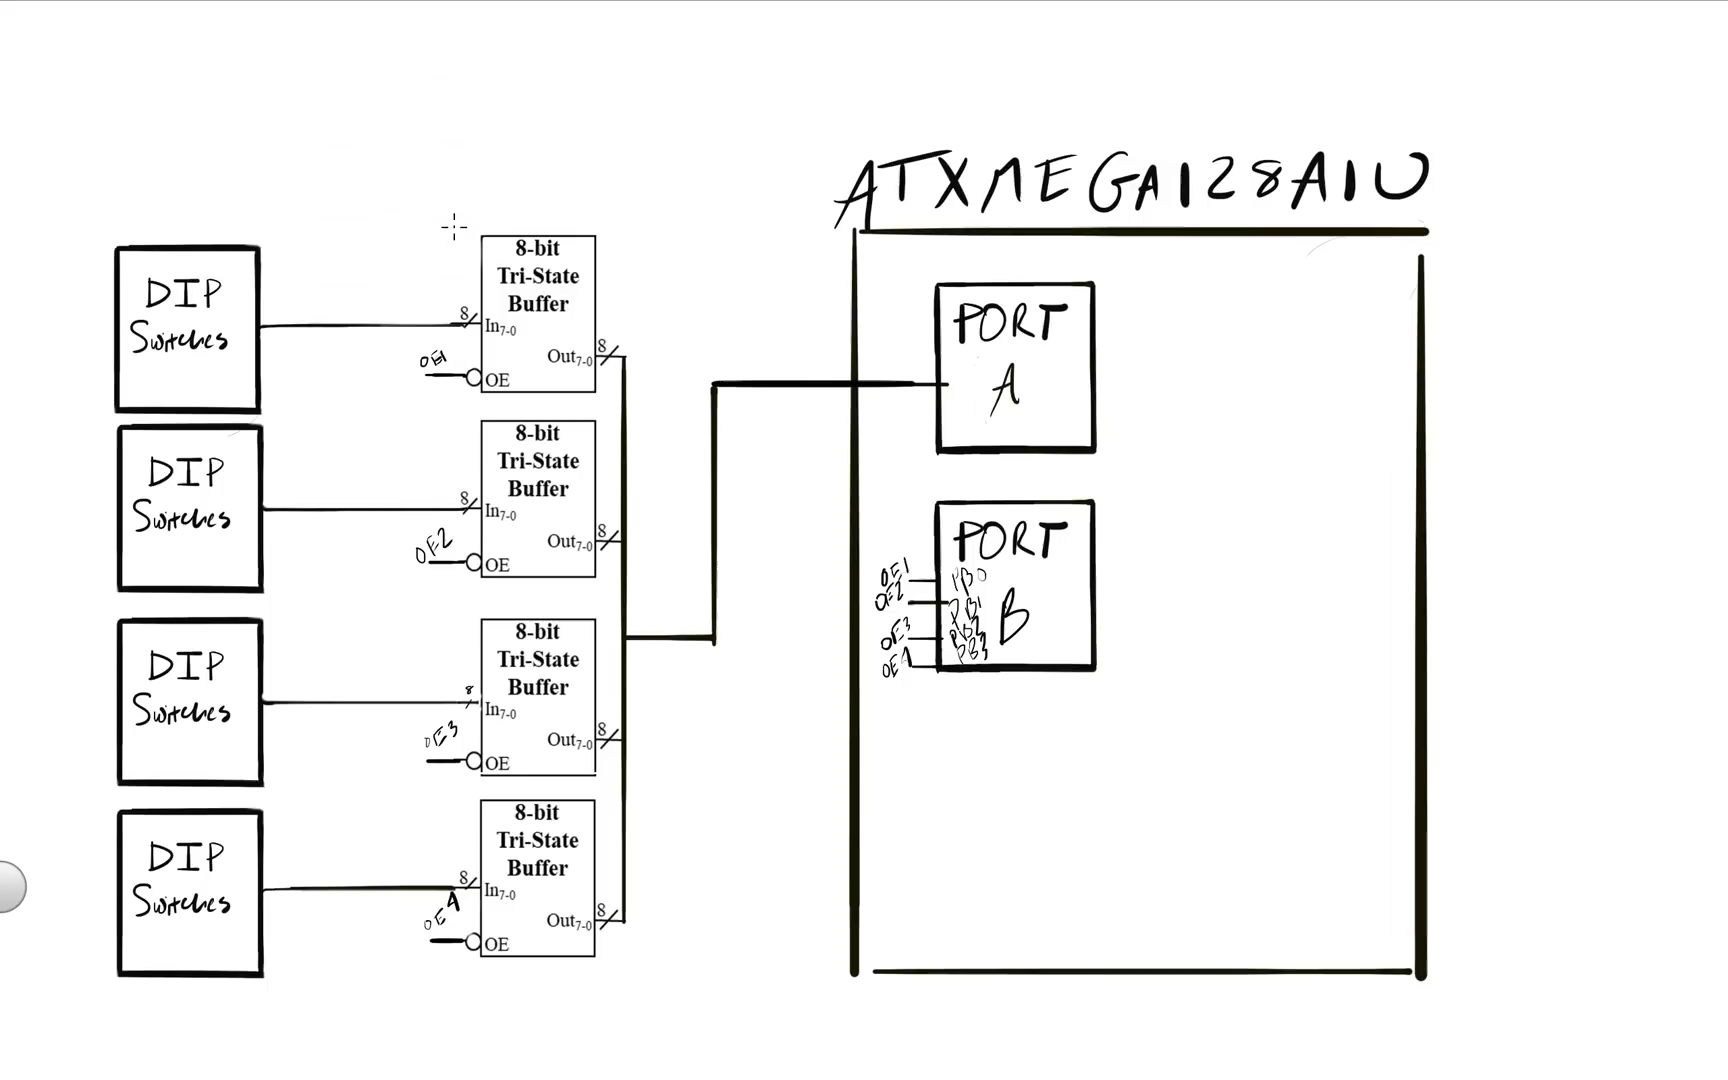 ATXMEGA128A1U
DIP
Switches
8-bit
Tri-State
Buffer
8
In7-0
OE1
OE
8
Out7-0
DIP
Switches
8-bit
Tri-State
Buffer
8
In7-0
OE2
OE
8
Out7-0
DIP
Switches
8-bit
Tri-State
Buffer
8
In7-0
OE3
OE
8
Out7-0
DIP
Switches
8-bit
Tri-State
Buffer
8
In7-0
OE4
OE
8
Out7-0
PORT
A
PORT
B
OE1 PB0
OE2 PB1
OE3 PB2
OE4 PB3